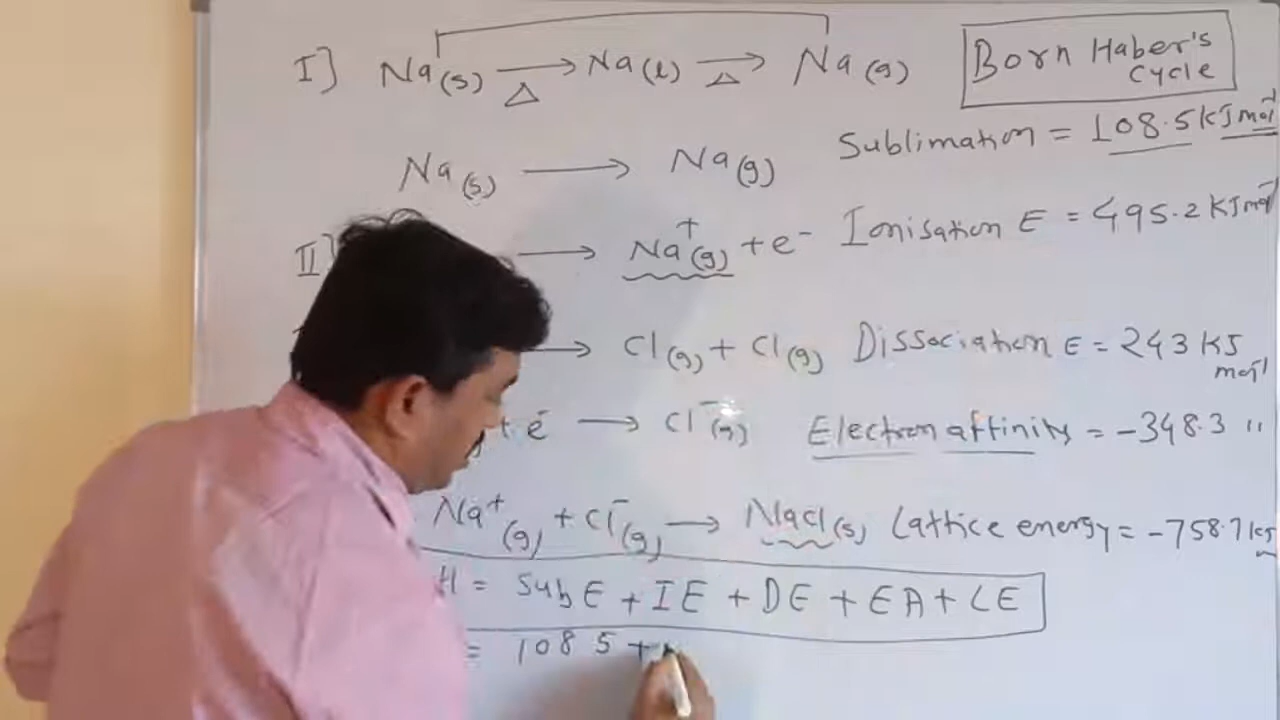 I] Na(s) ⟶ Na(l) ⟶ Na(g)
Δ Δ
Born Haber's
cycle
Na(s) ⟶ Na(g) Sublimation = 108.5 kJ mol⁻¹
II] ⟶ Na⁺(g) + e⁻ Ionisation E = 495.2 kJ mol⁻¹
⟶ Cl(g) + Cl(g) Dissociation E = 243 kJ
mol⁻¹
+ e⁻ ⟶ Cl⁻(g) Electron affinity = -348.3 "
Na⁺(g) + Cl⁻(g) ⟶ NaCl(s) Lattice energy = -758.7 kJ
H = Sub E + IE + DE + EA + LE
= 108 5 +